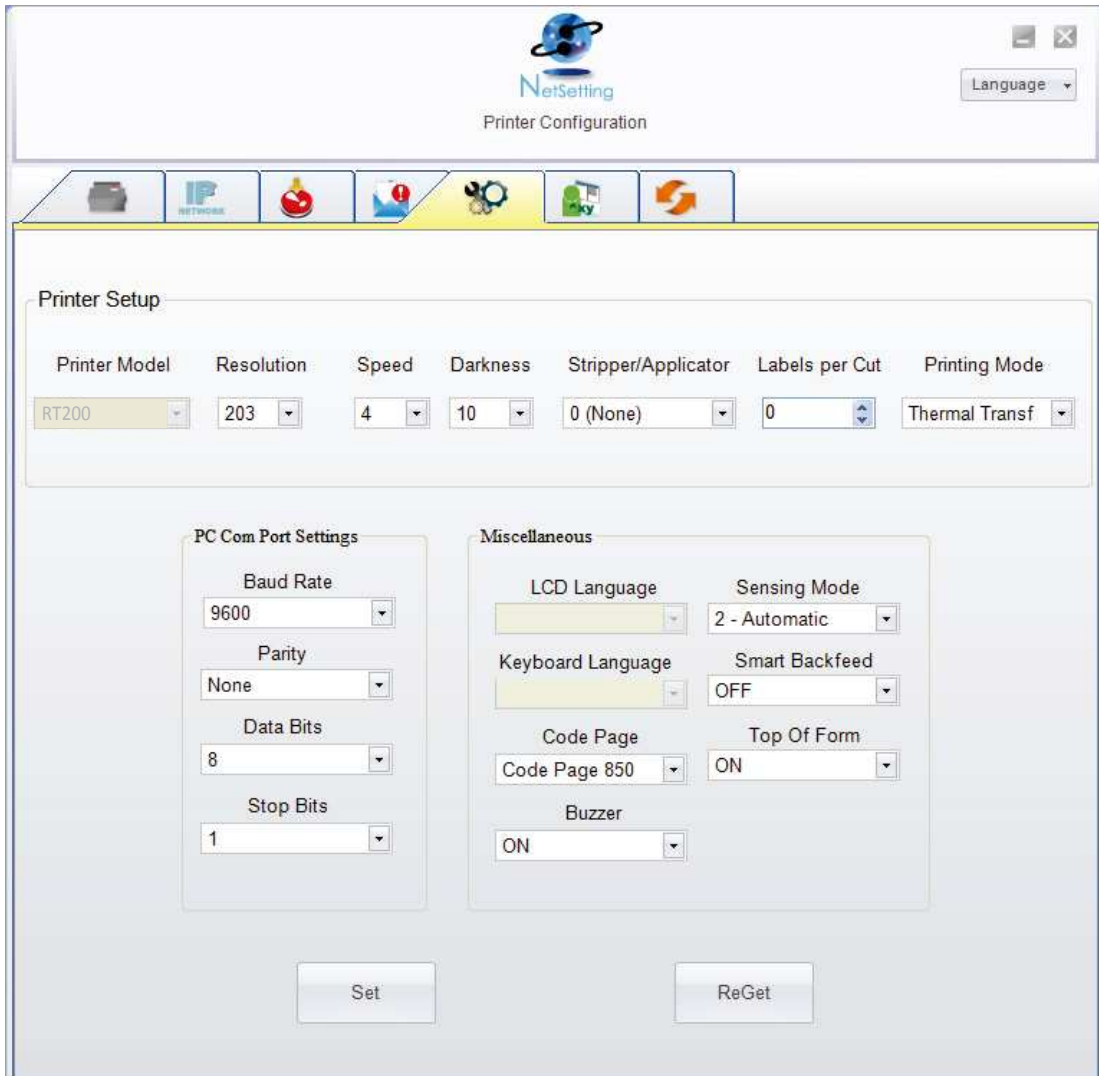 NetSetting
Language
Printer Configuration
IP
NETWORK
Printer Setup
Printer Model Resolution Speed Darkness Stripper/Applicator Labels per Cut Printing Mode
RT200 203 4 10 0 (None) 0 Thermal Transf
PC Com Port Settings
Baud Rate
9600
Parity
None
Data Bits
8
Stop Bits
1
Miscellaneous
LCD Language Sensing Mode
2 - Automatic
Keyboard Language Smart Backfeed
OFF
Code Page Top Of Form
Code Page 850 ON
Buzzer
ON
Set ReGet